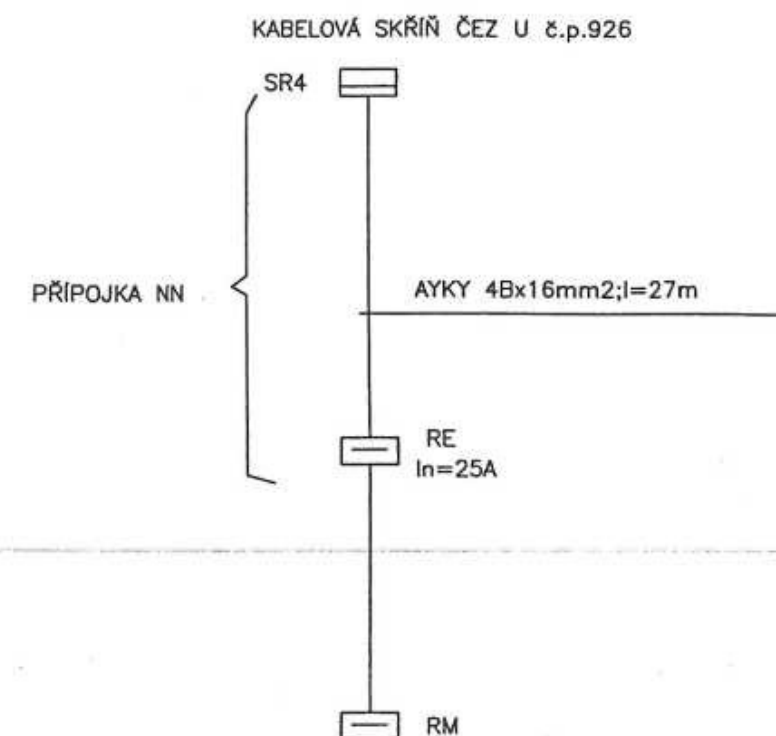 KABELOVÁ SKŘÍŇ ČEZ U č.p.926
SR4
PŘÍPOJKA NN
AYKY 4Bx16mm2;l=27m
RE
In=25A
RM